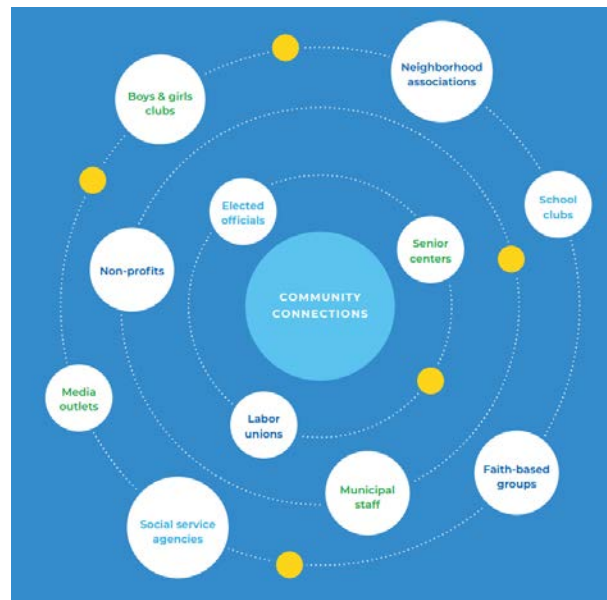 Neighborhood
associations
Boys & girls
clubs
School
clubs
Elected
officials
Senior
centers
Non-profits
COMMUNITY
CONNECTIONS
Media
outlets
Labor
unions
Faith-based
groups
Municipal
staff
Social service
agencies